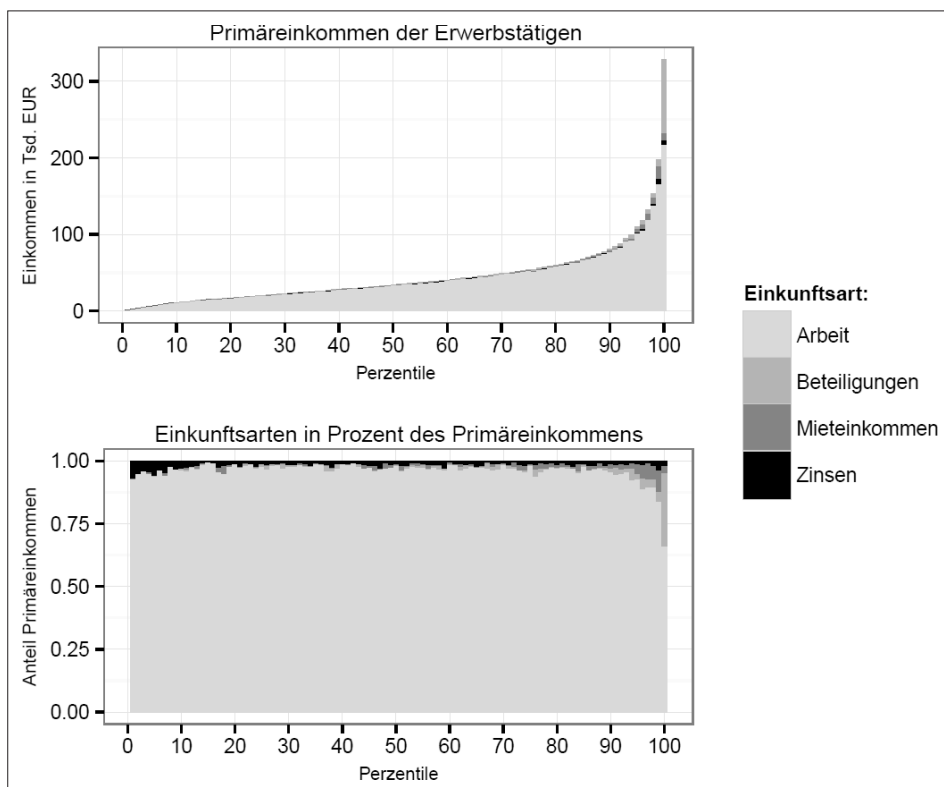 Primäreinkommen der Erwerbstätigen
Einkommen in Tsd. EUR
300
200
100
0
0 10 20 30 40 50 60 70 80 90 100
Perzentile
Einkunftsarten in Prozent des Primäreinkommens
Anteil Primäreinkommen
1.00
0.75
0.50
0.25
0.00
0 10 20 30 40 50 60 70 80 90 100
Perzentile
Einkunftsart:
Arbeit
Beteiligungen
Mieteinkommen
Zinsen